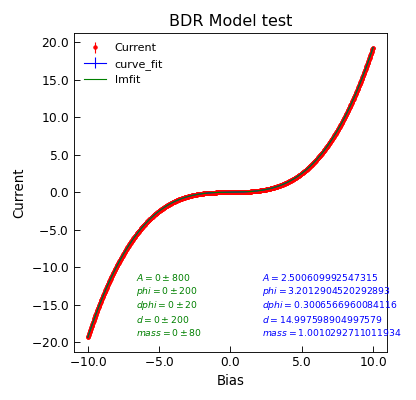 BDR Model test
Current
curve_fit
lmfit
20.0
15.0
10.0
5.0
0.0
−5.0
−10.0
−15.0
−20.0
Current
A = 0 ± 800
phi = 0 ± 200
dphi = 0 ± 20
d = 0 ± 200
mass = 0 ± 80
A = 2.500609992547315
phi = 3.2012904520292893
dphi = 0.3006566960084116
d = 14.997598904997579
mass = 1.0010292711011934
−10.0 −5.0 0.0 5.0 10.0
Bias